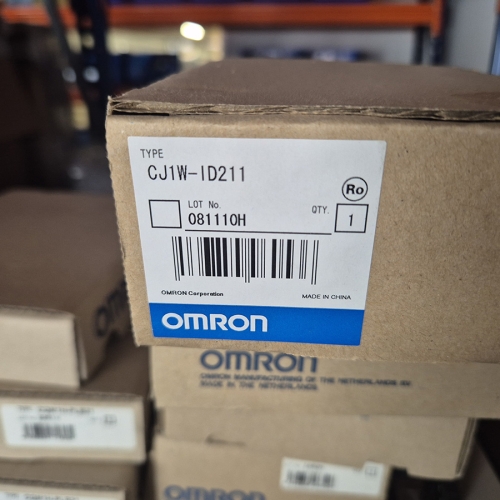 TYPE
CJ1W-ID211
Ro
LOT No. QTY.
081110H 1
OMRON Corporation MADE IN CHINA
OMRON
OMRON
OMRON MANUFACTURING OF THE NETHERLANDS BV
MADE IN THE NETHERLANDS
OMRON